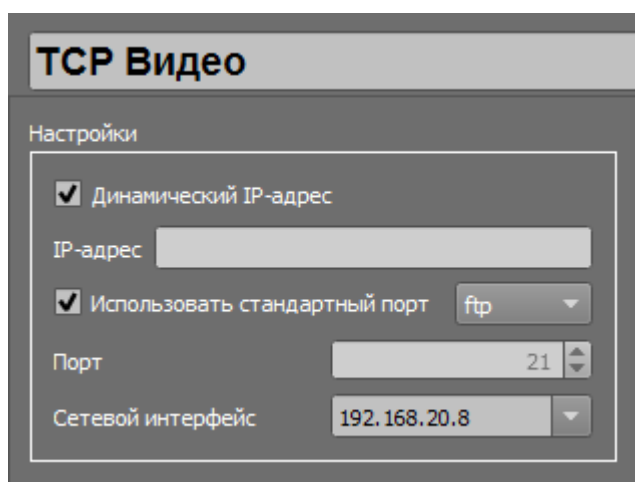 TCP Видео
Настройки
Динамический IP-адрес
IP-адрес
Использовать стандартный порт ftp
Порт 21
Сетевой интерфейс 192.168.20.8